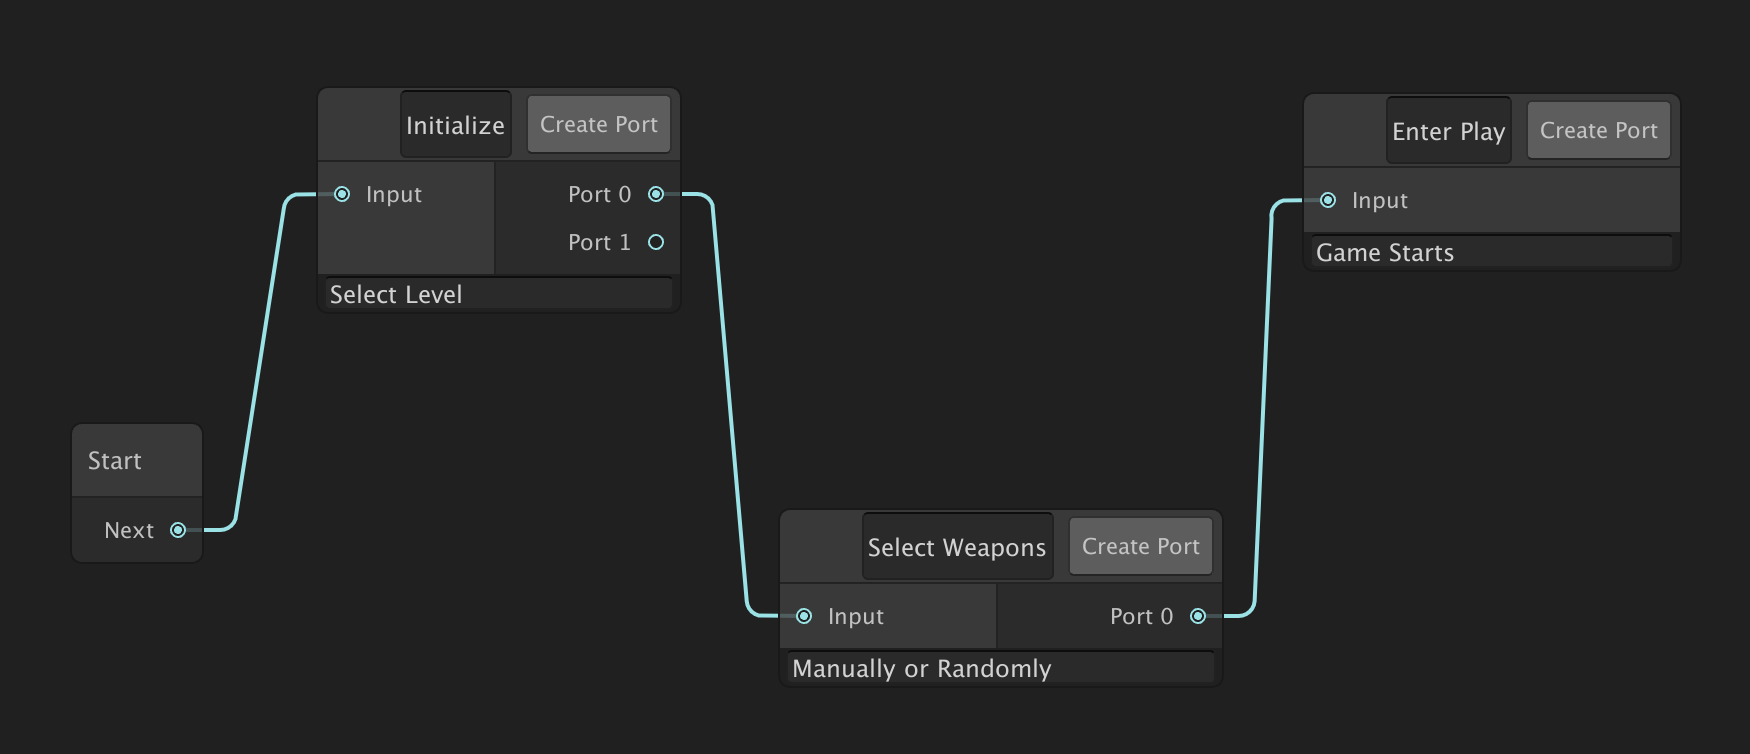 Start
Next
Initialize
Create Port
Input
Port 0
Port 1
Select Level
Select Weapons
Create Port
Input
Port 0
Manually or Randomly
Enter Play
Create Port
Input
Game Starts